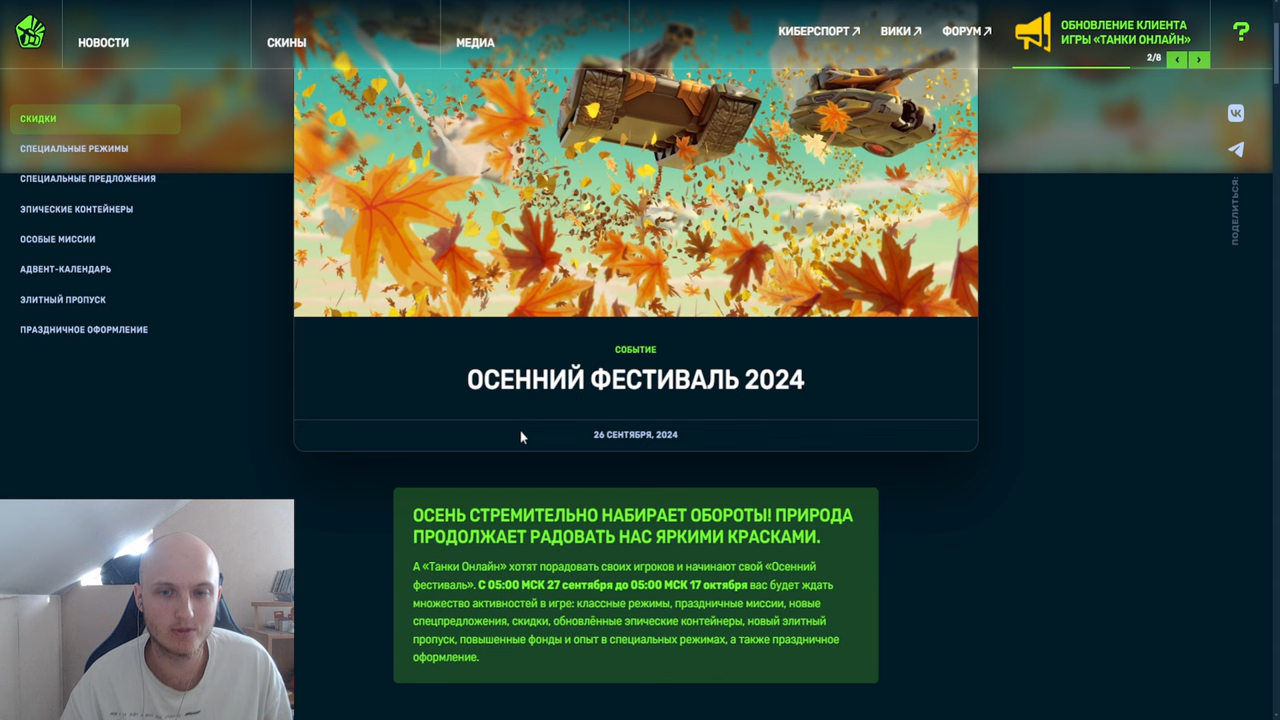 НОВОСТИ
СКИНЫ
МЕДИА
КИБЕРСПОРТ
ВИКИ
ФОРУМ
ОБНОВЛЕНИЕ КЛИЕНТА
ИГРЫ «ТАНКИ ОНЛАЙН»
2/8
?
СКИДКИ
СПЕЦИАЛЬНЫЕ РЕЖИМЫ
СПЕЦИАЛЬНЫЕ ПРЕДЛОЖЕНИЯ
ЭПИЧЕСКИЕ КОНТЕЙНЕРЫ
ОСОБЫЕ МИССИИ
АДВЕНТ-КАЛЕНДАРЬ
ЭЛИТНЫЙ ПРОПУСК
ПРАЗДНИЧНОЕ ОФОРМЛЕНИЕ
ПОДЕЛИТЬСЯ:
СОБЫТИЕ
ОСЕННИЙ ФЕСТИВАЛЬ 2024
26 СЕНТЯБРЯ, 2024
ОСЕНЬ СТРЕМИТЕЛЬНО НАБИРАЕТ ОБОРОТЫ! ПРИРОДА
ПРОДОЛЖАЕТ РАДОВАТЬ НАС ЯРКИМИ КРАСКАМИ.
А «Танки Онлайн» хотят порадовать своих игроков и начинают свой «Осенний
фестиваль». С 05:00 МСК 27 сентября до 05:00 МСК 17 октября вас будет ждать
множество активностей в игре: классные режимы, праздничные миссии, новые
спецпредложения, скидки, обновлённые эпические контейнеры, новый элитный
пропуск, повышенные фонды и опыт в специальных режимах, а также праздничное
оформление.